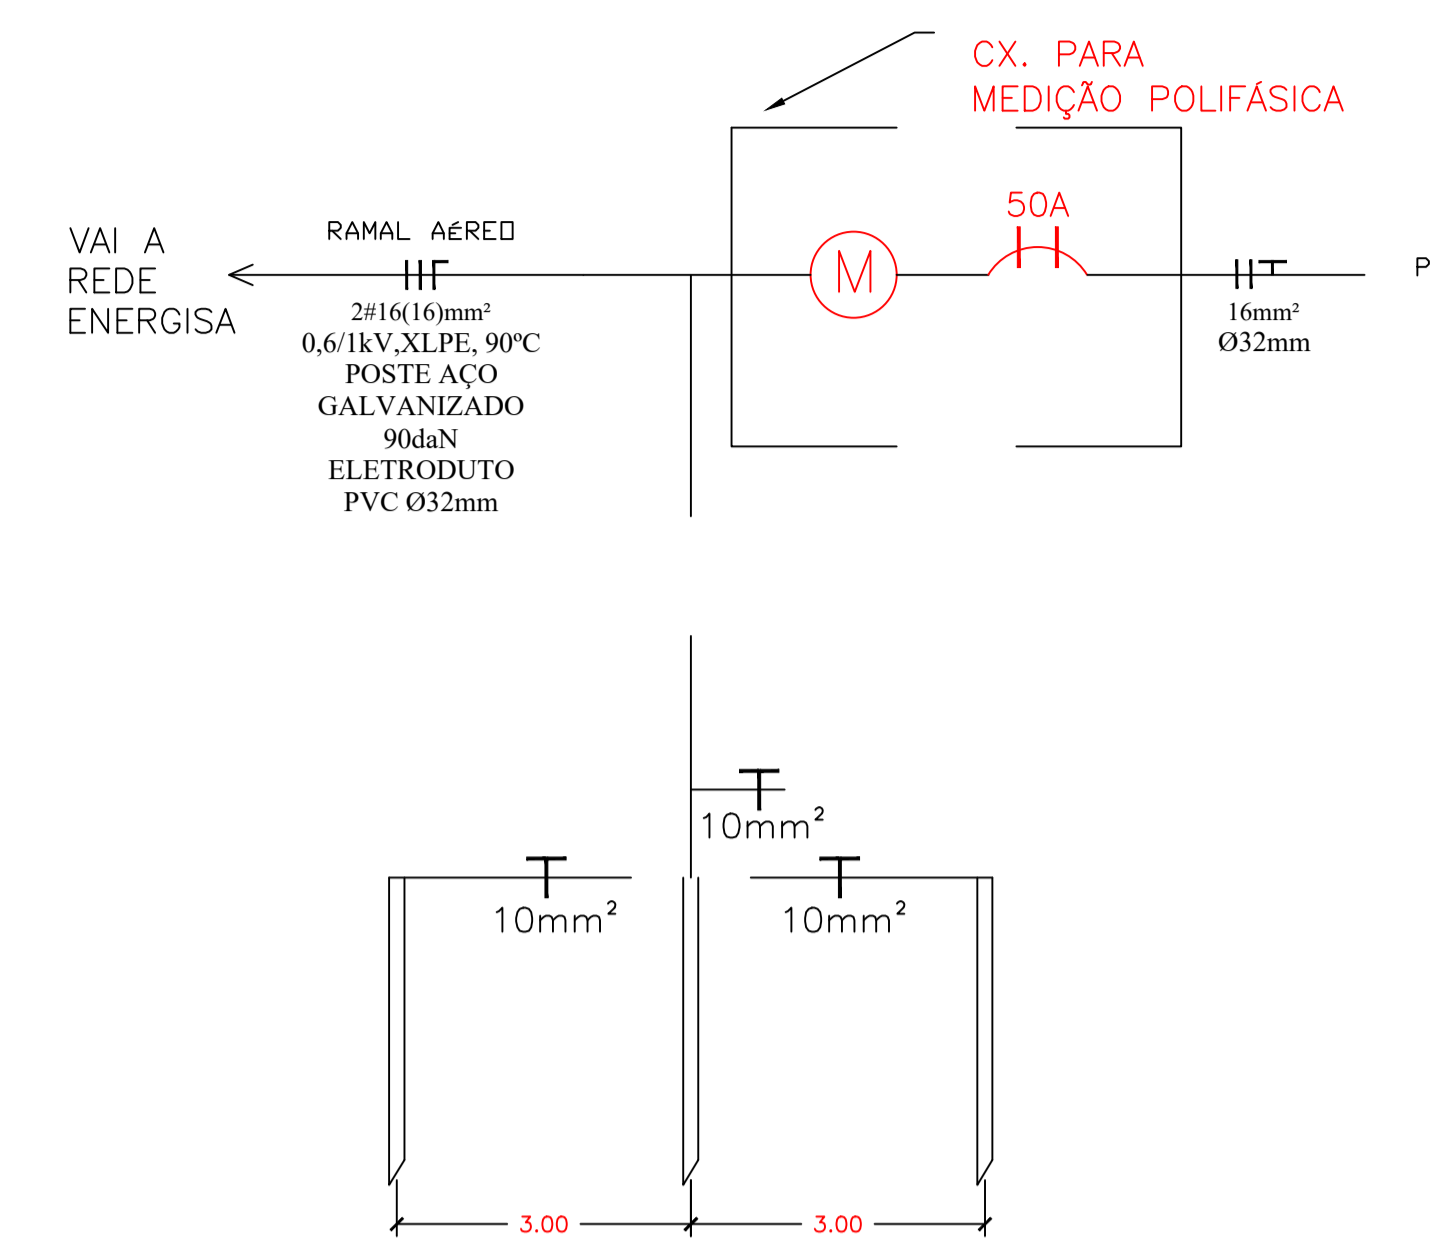 CX. PARA
MEDIÇÃO POLIFÁSICA
50A
VAI A
REDE
ENERGISA
RAMAL AÉREO
2#16(16)mm²
0,6/1kV,XLPE, 90ºC
POSTE AÇO
GALVANIZADO
90daN
ELETRODUTO
PVC Ø32mm
M
16mm²
Ø32mm
P
10mm²
10mm²
10mm²
3.00
3.00